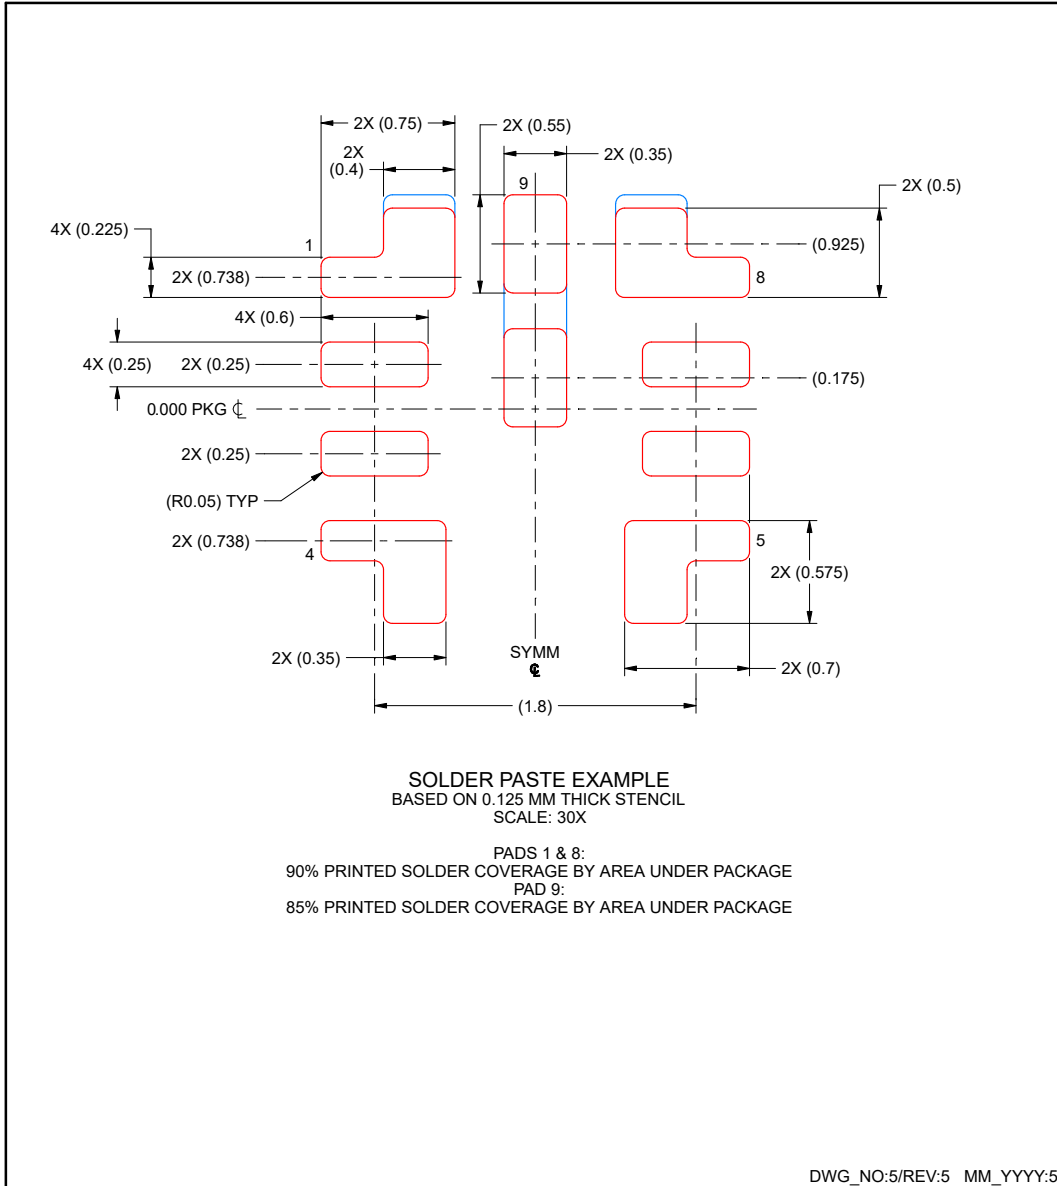 2X (0.75)
2X (0.55)
2X
(0.4)
2X (0.35)
9
2X (0.5)
4X (0.225)
1
(0.925)
2X (0.738)
8
4X (0.6)
4X (0.25)
2X (0.25)
(0.175)
0.000 PKG ℄
2X (0.25)
(R0.05) TYP
2X (0.738)
4
5
2X (0.575)
2X (0.35)
SYMM
℄
2X (0.7)
(1.8)
SOLDER PASTE EXAMPLE
BASED ON 0.125 MM THICK STENCIL
SCALE: 30X
PADS 1 & 8:
90% PRINTED SOLDER COVERAGE BY AREA UNDER PACKAGE
PAD 9:
85% PRINTED SOLDER COVERAGE BY AREA UNDER PACKAGE
DWG_NO:5/REV:5 MM_YYYY:5